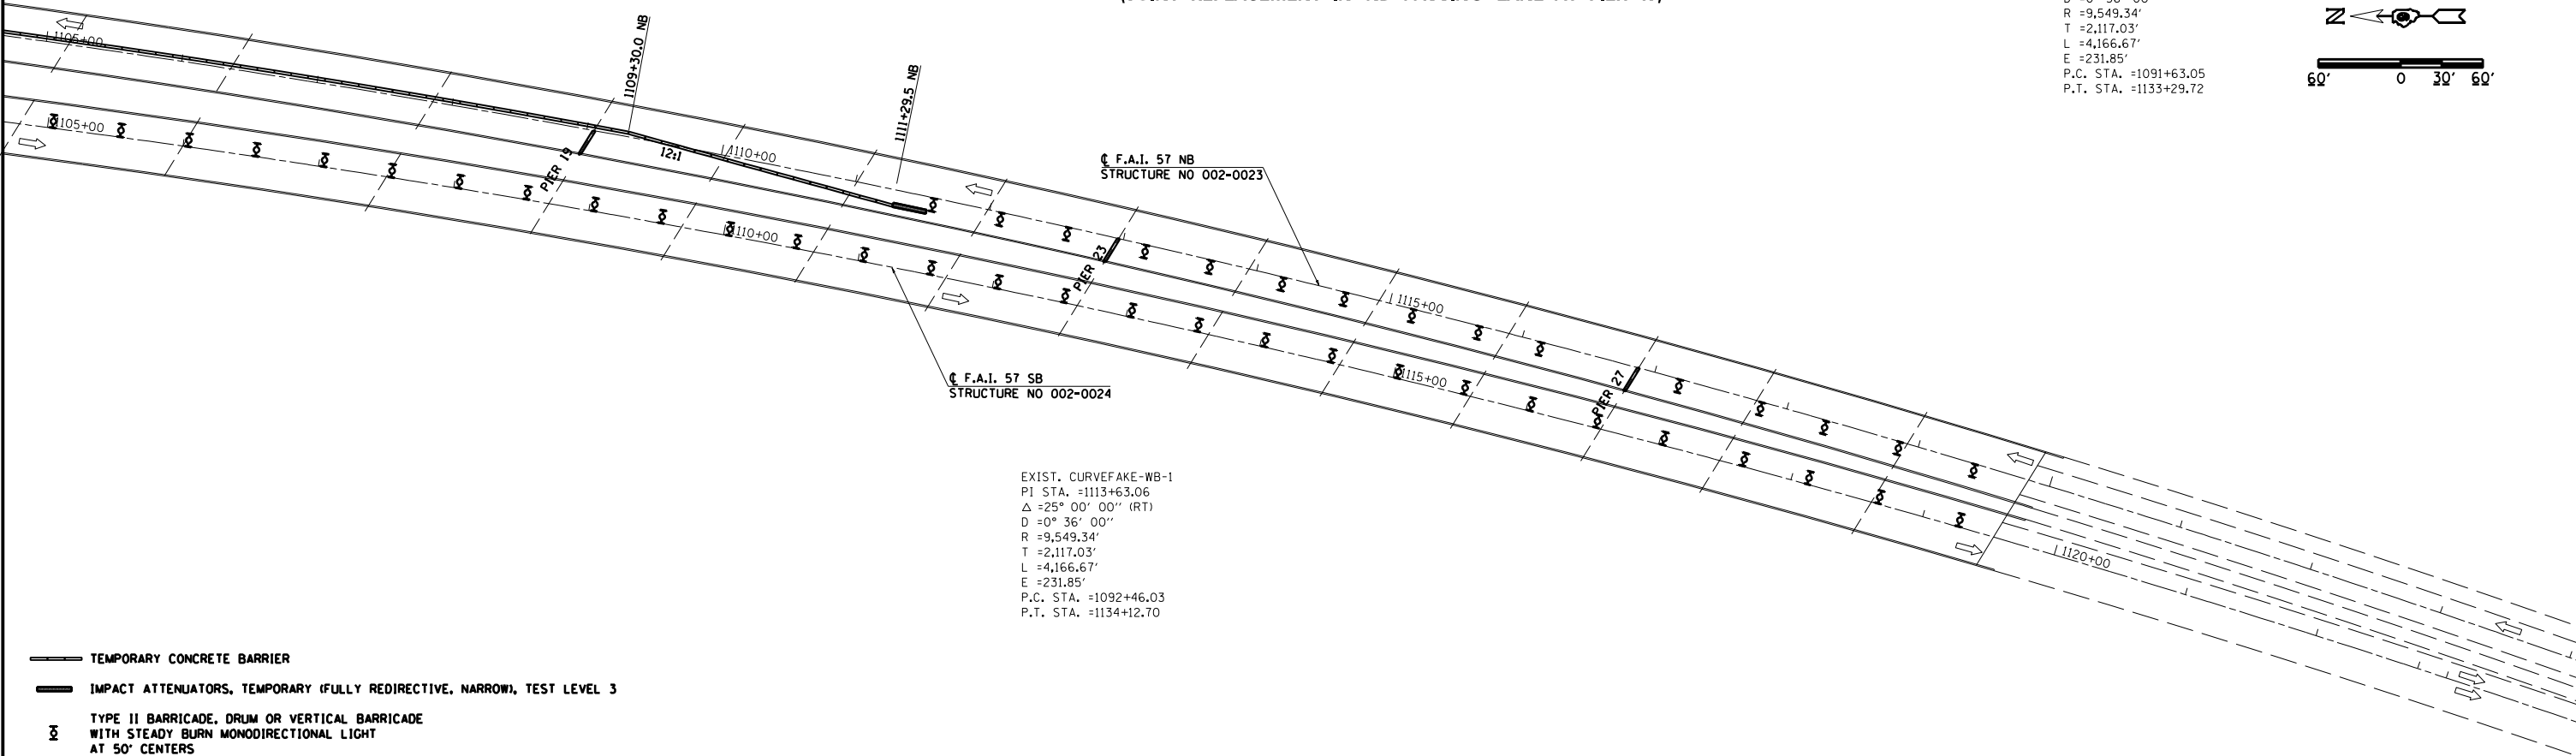 R =9,549.34'
T =2,117.03'
L =4,166.67'
E =231.85'
P.C. STA. =1091+63.05
P.T. STA. =1133+29.72
Z
60' 0 30' 60'
1105+00
1109+30.0 NB
1111+29.5 NB
1105+00
PIER 19
12:1
1110+00
₵ F.A.I. 57 NB
STRUCTURE NO 002-0023
1110+00
PIER 23
1115+00
₵ F.A.I. 57 SB
STRUCTURE NO 002-0024
1115+00
PIER 27
1120+00
EXIST. CURVEFAKE-WB-1
PI STA. =1113+63.06
Δ =25° 00' 00'' (RT)
D =0° 36' 00''
R =9,549.34'
T =2,117.03'
L =4,166.67'
E =231.85'
P.C. STA. =1092+46.03
P.T. STA. =1134+12.70
TEMPORARY CONCRETE BARRIER
IMPACT ATTENUATORS, TEMPORARY (FULLY REDIRECTIVE, NARROW), TEST LEVEL 3
TYPE II BARRICADE, DRUM OR VERTICAL BARRICADE
WITH STEADY BURN MONODIRECTIONAL LIGHT
AT 50' CENTERS